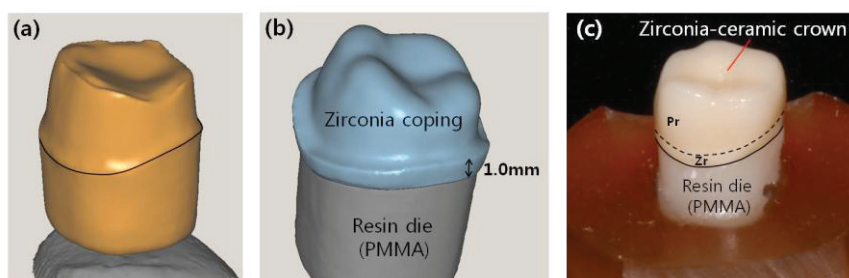 (a)
(b)
Zirconia coping
1.0mm
Resin die
(PMMA)
(c)
Zirconia-ceramic crown
Pr
Zr
Resin die
(PMMA)